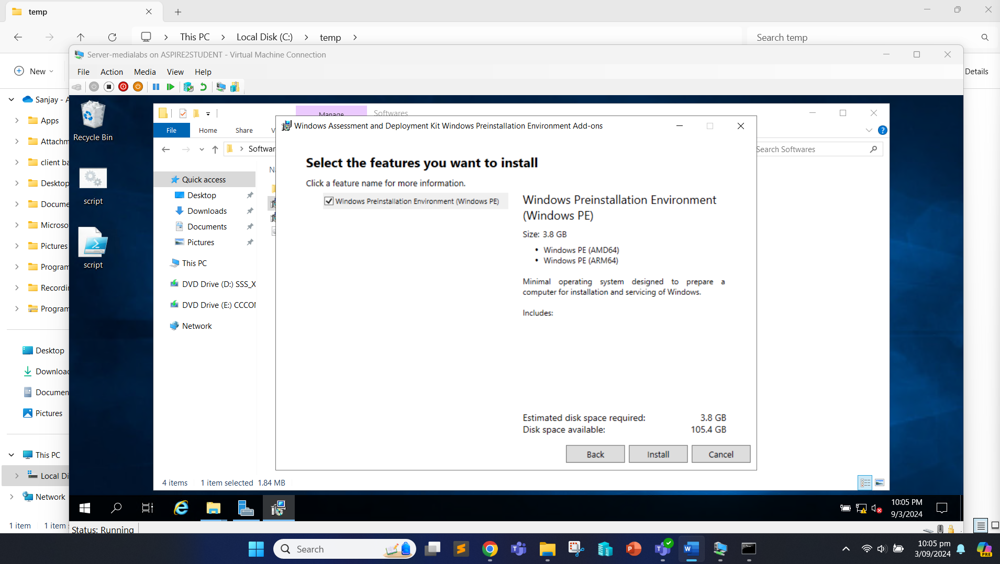 temp
This PC
Local Disk (C:)
temp
Search temp
New
Details
Server-medialabs on ASPIRE2STUDENT - Virtual Machine Connection
File Action Media View Help
Sanjay - A
Apps
Attachm
client ba
Desktop
Docume
Microso
Pictures
Program
Recordin
Program
Desktop
Download
Documen
Pictures
This PC
Local Di
Network
1 item 1 item s
Recycle Bin
script
script
Manage
Softwares
File Home Share V
Softwar
Search Softwares
Quick access
Desktop
Downloads
Documents
Pictures
This PC
DVD Drive (D:) SSS_X
DVD Drive (E:) CCCO
Network
Windows Assessment and Deployment Kit Windows Preinstallation Environment Add-ons
Select the features you want to install
Click a feature name for more information.
Windows Preinstallation Environment (Windows PE)
Windows Preinstallation Environment
(Windows PE)
Size: 3.8 GB
• Windows PE (AMD64)
• Windows PE (ARM64)
Minimal operating system designed to prepare a
computer for installation and servicing of Windows.
Includes:
Estimated disk space required: 3.8 GB
Disk space available: 105.4 GB
Back
Install
Cancel
4 items 1 item selected 1.84 MB
10:05 PM
9/3/2024
Status: Running
Search
10:05 pm
3/09/2024
PRE